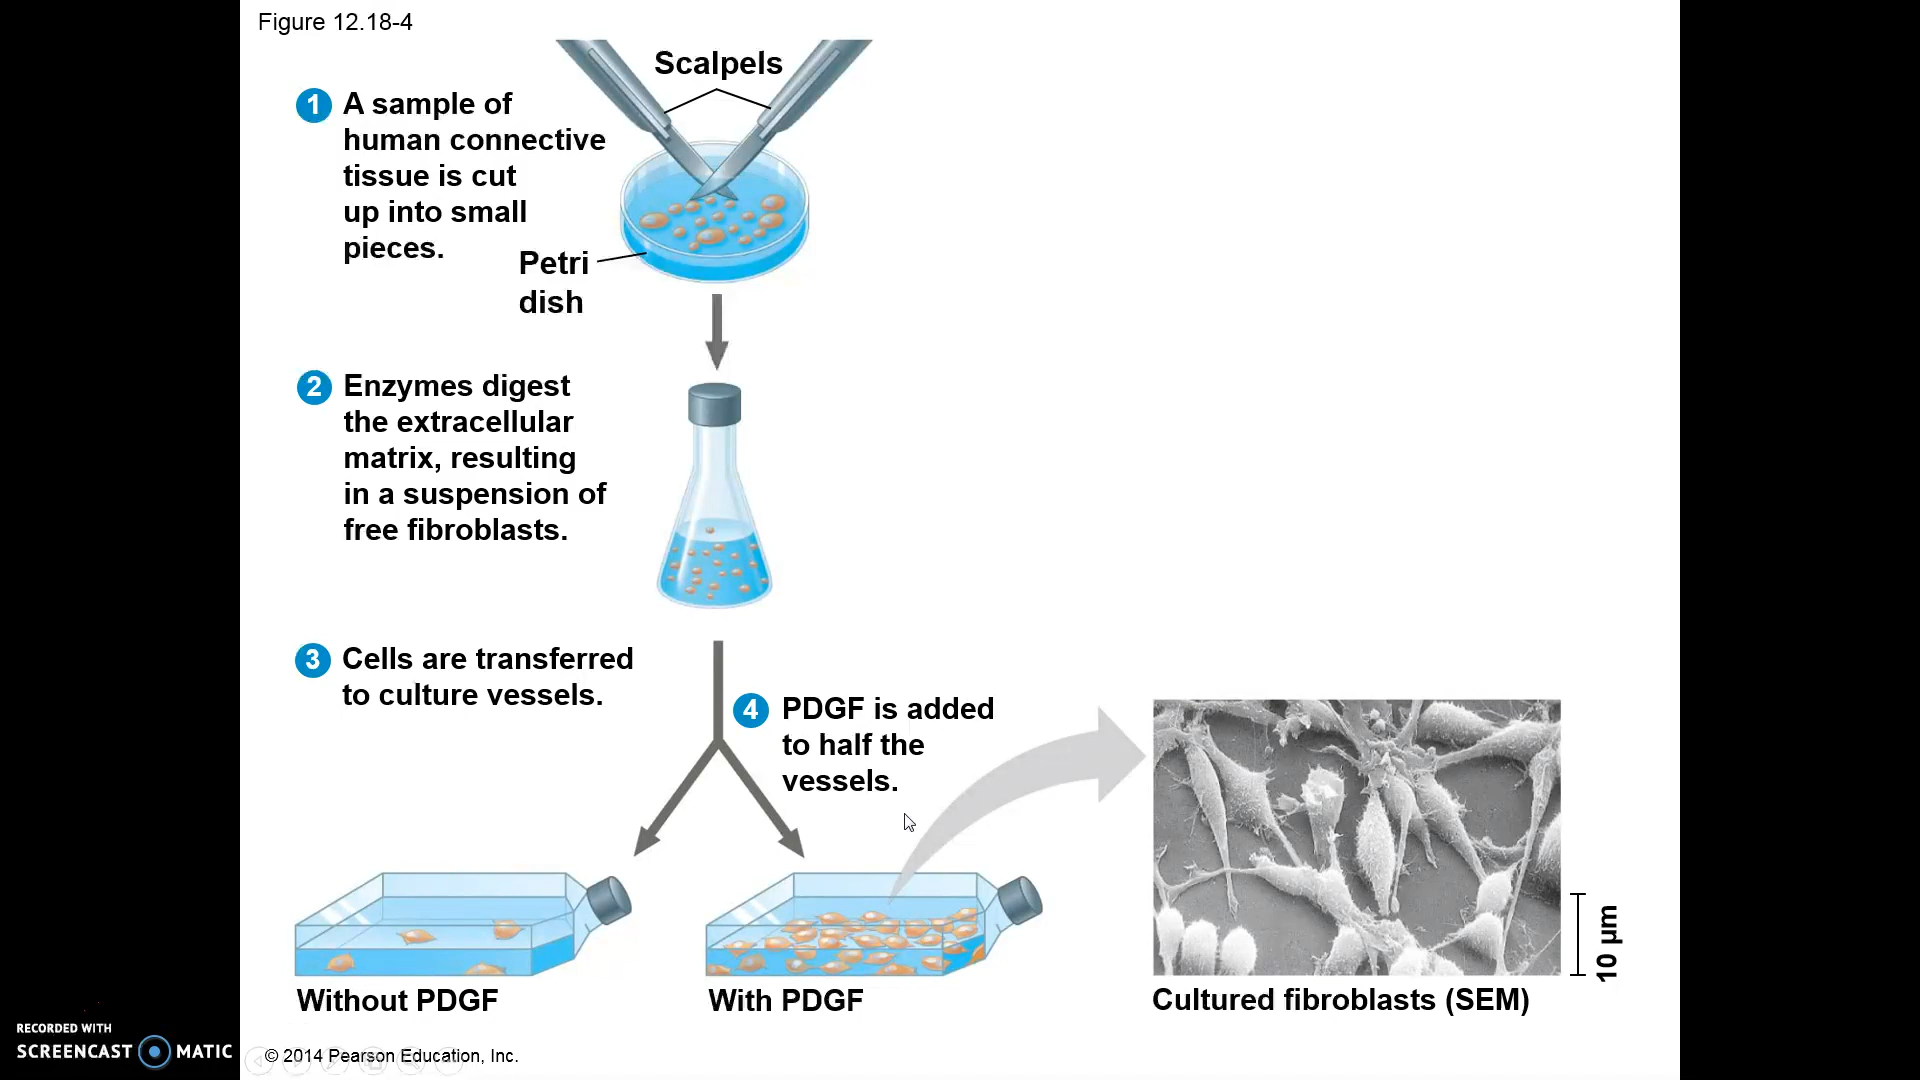 Figure 12.18-4
Scalpels
1 A sample of
human connective
tissue is cut
up into small
pieces.
Petri
dish
2 Enzymes digest
the extracellular
matrix, resulting
in a suspension of
free fibroblasts.
3 Cells are transferred
to culture vessels.
4 PDGF is added
to half the
vessels.
Without PDGF
With PDGF
10 μm
Cultured fibroblasts (SEM)
RECORDED WITH
SCREENCAST MATIC
© 2014 Pearson Education, Inc.